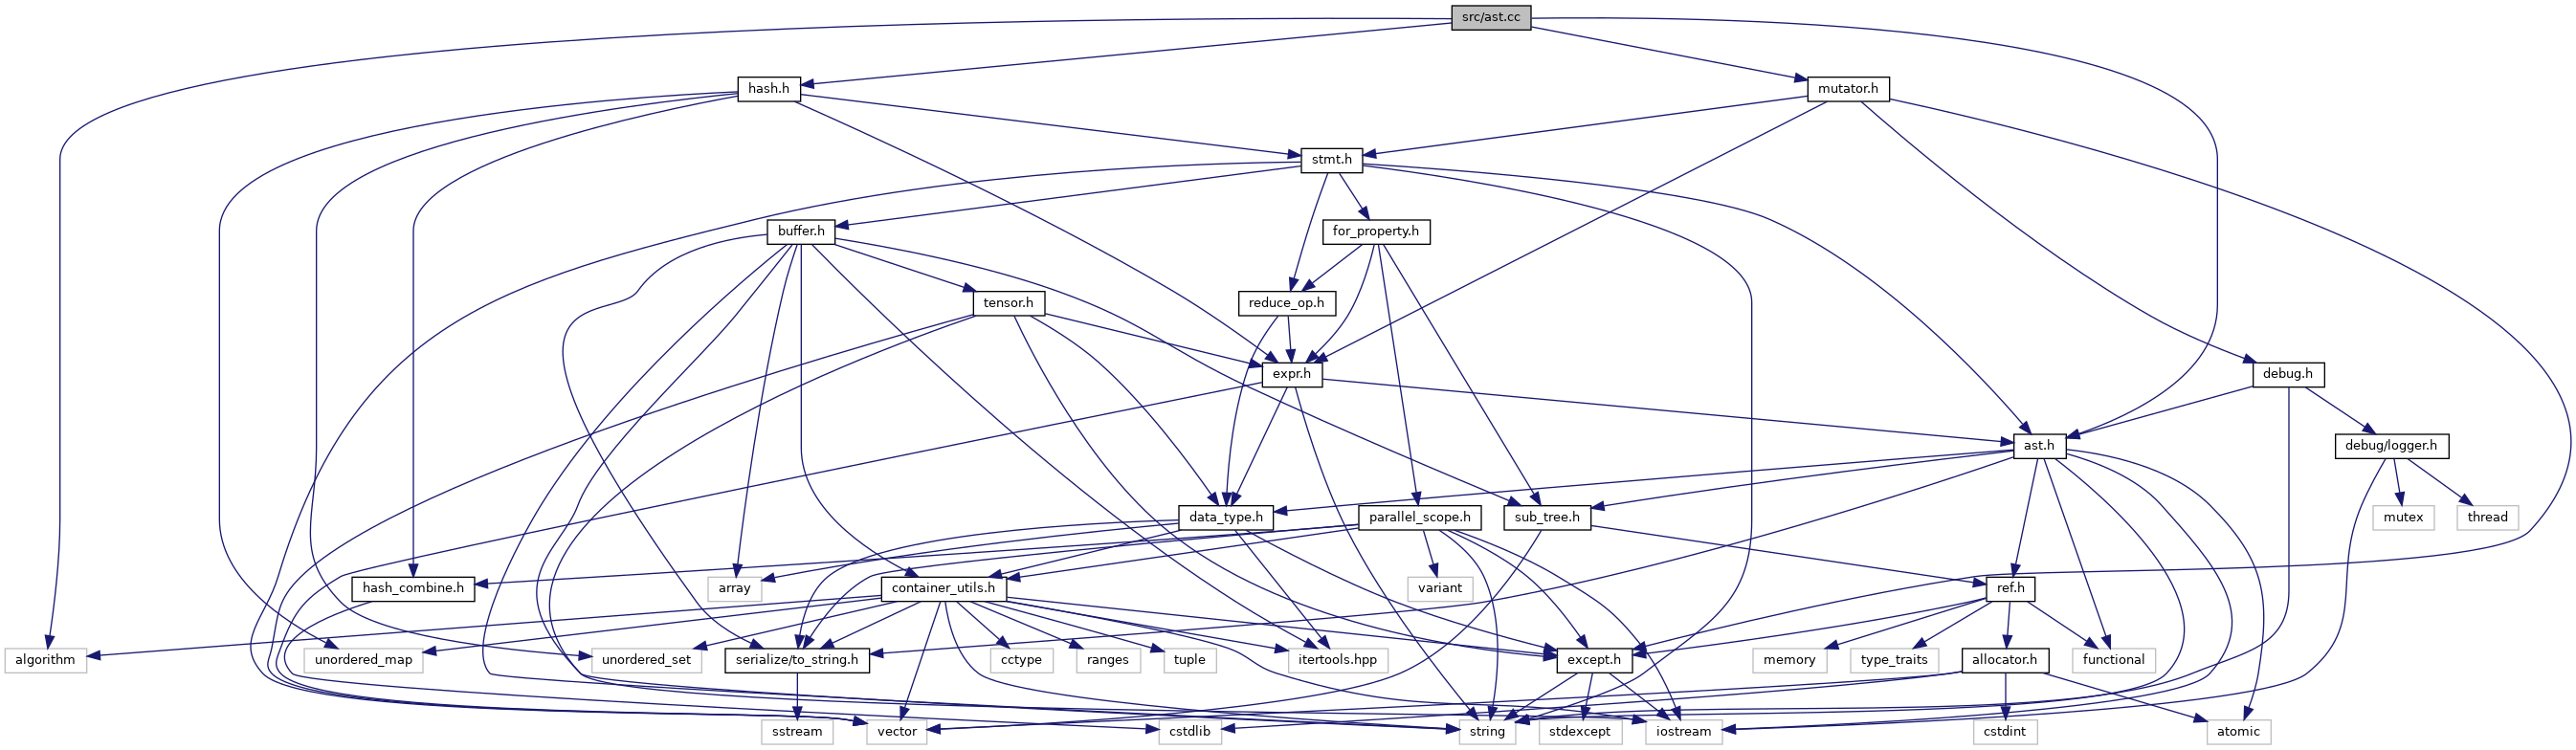 src/ast.cc
hash.h
mutator.h
stmt.h
buffer.h
for_property.h
tensor.h
reduce_op.h
expr.h
debug.h
ast.h
debug/logger.h
data_type.h
parallel_scope.h
sub_tree.h
mutex
thread
hash_combine.h
array
container_utils.h
variant
ref.h
algorithm
unordered_map
unordered_set
serialize/to_string.h
cctype
ranges
tuple
itertools.hpp
except.h
memory
type_traits
allocator.h
functional
sstream
vector
cstdlib
string
stdexcept
iostream
cstdint
atomic